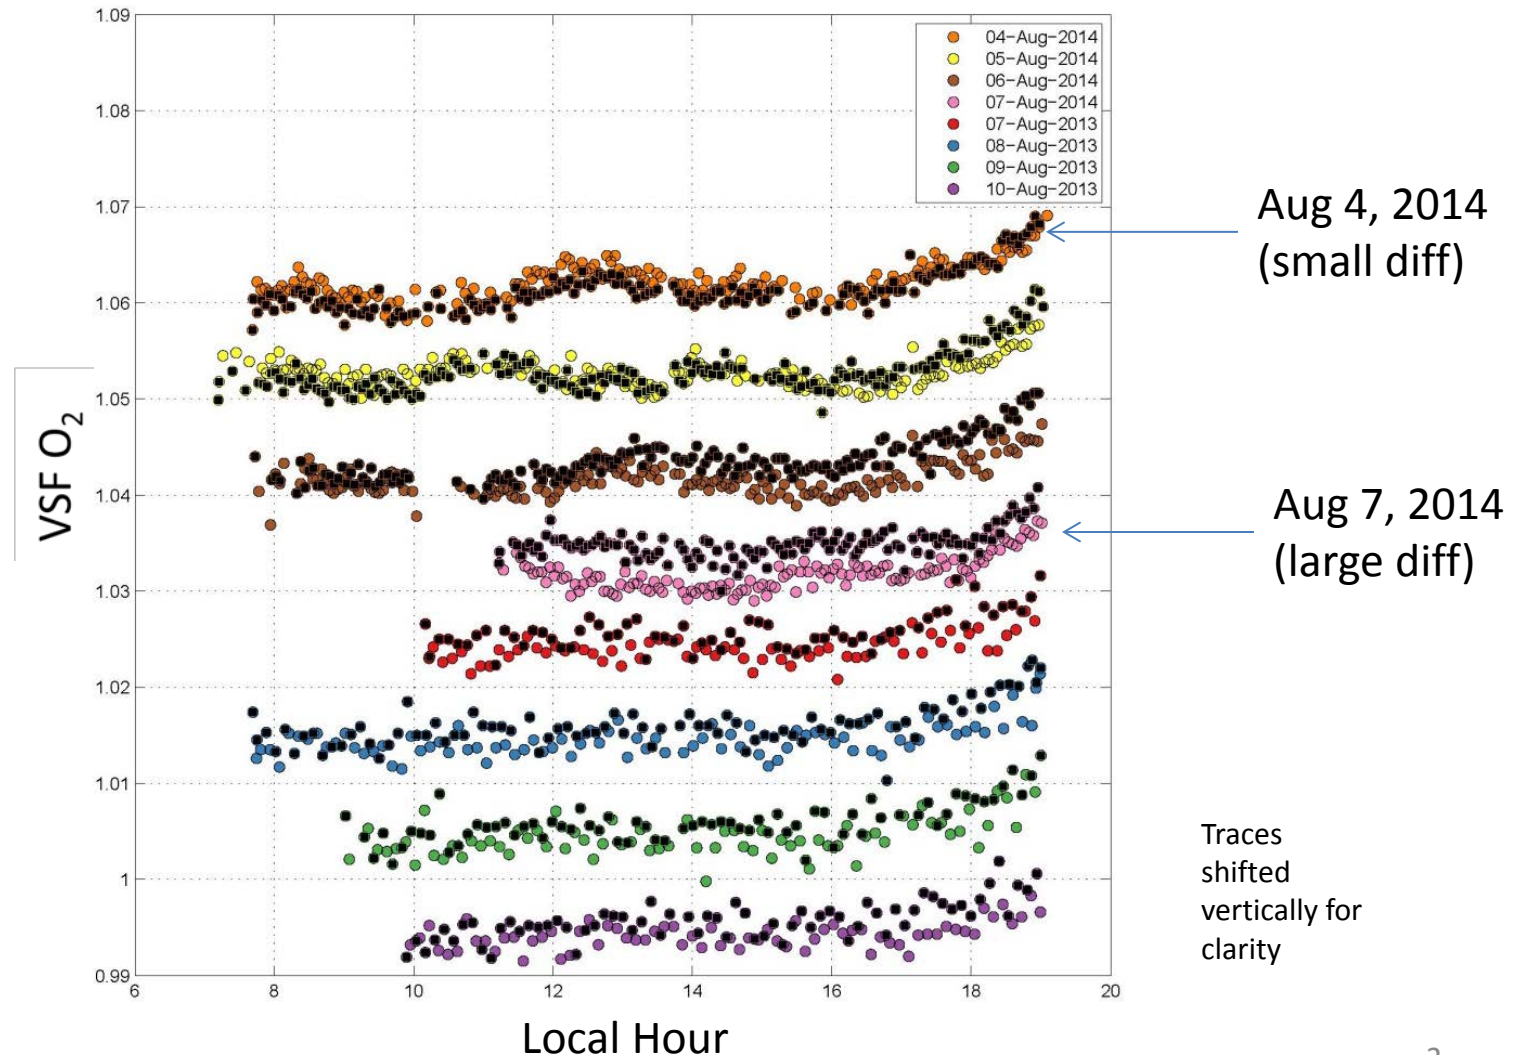 1.09
1.08
1.07
1.06
1.05
1.04
1.03
1.02
1.01
1
0.99
6 8 10 12 14 16 18 20
VSF O₂
Local Hour
04-Aug-2014
05-Aug-2014
06-Aug-2014
07-Aug-2014
07-Aug-2013
08-Aug-2013
09-Aug-2013
10-Aug-2013
Aug 4, 2014
(small diff)
Aug 7, 2014
(large diff)
Traces
shifted
vertically for
clarity